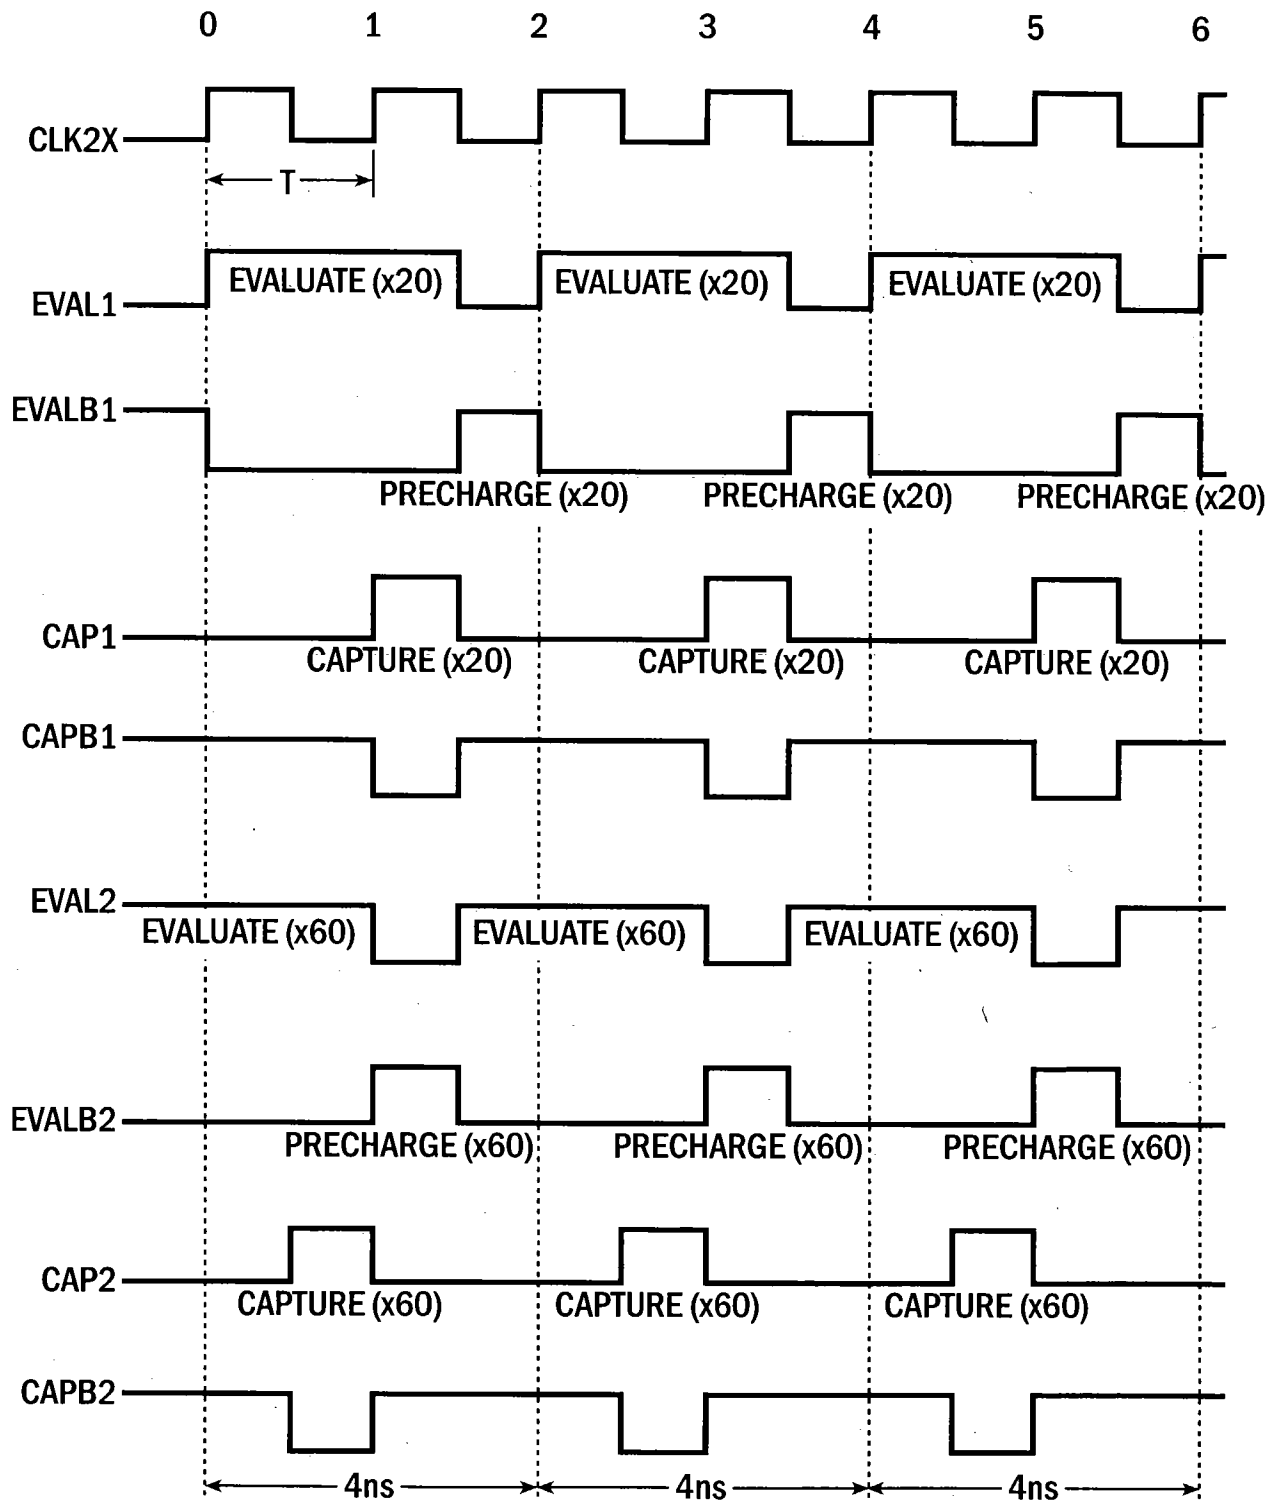 0 1 2 3 4 5 6
CLK2X
T
EVALUATE (x20) EVALUATE (x20) EVALUATE (x20)
EVAL1
EVALB1
PRECHARGE (x20) PRECHARGE (x20) PRECHARGE (x20)
CAP1
CAPTURE (x20) CAPTURE (x20) CAPTURE (x20)
CAPB1
EVAL2
EVALUATE (x60) EVALUATE (x60) EVALUATE (x60)
EVALB2
PRECHARGE (x60) PRECHARGE (x60) PRECHARGE (x60)
CAP2
CAPTURE (x60) CAPTURE (x60) CAPTURE (x60)
CAPB2
4ns 4ns 4ns